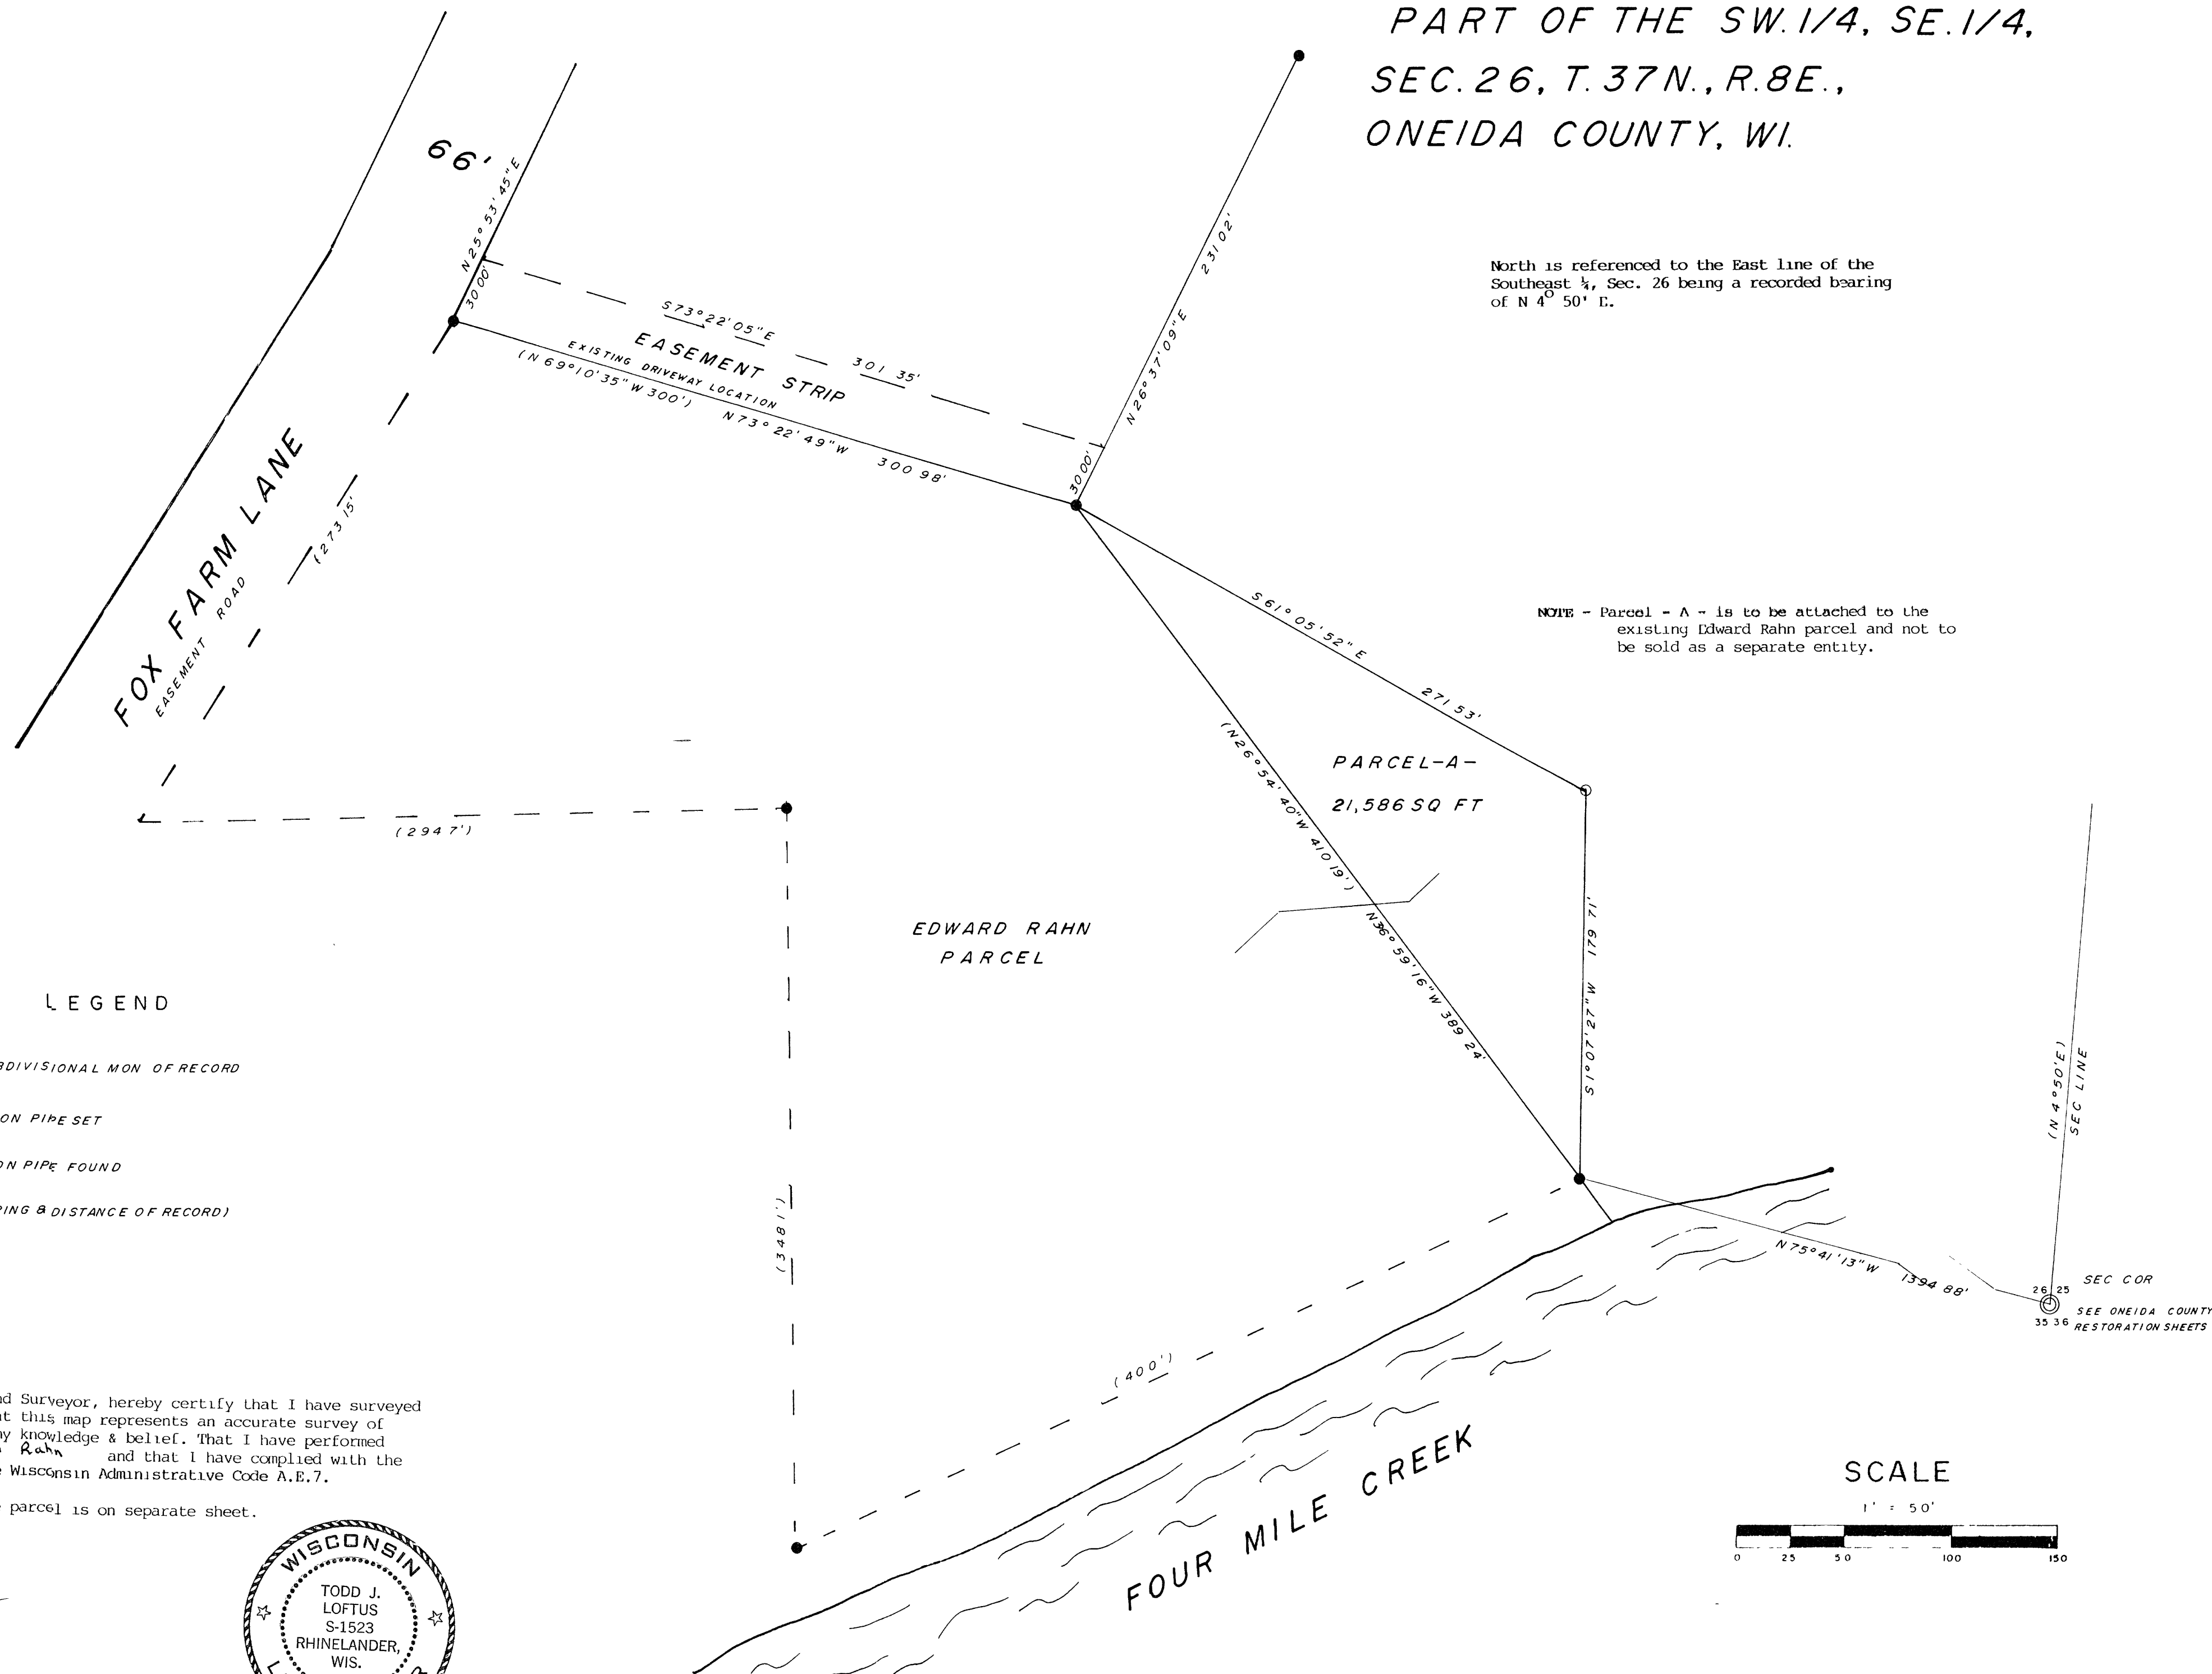 PART OF THE SW.1/4, SE.1/4,
SEC.26, T.37N., R.8E.,
ONEIDA COUNTY, WI.
66'
N25°53'45"E
30 00'
S73°22'05"E 301 35'
EASEMENT STRIP
EXISTING DRIVEWAY LOCATION
(N69°10'35"W 300') N73°22'49"W 300 98'
N26°37'09"E 231 02'
30 00'
North is referenced to the East line of the
Southeast ¼, Sec. 26 being a recorded bearing
of N 4° 50' E.
FOX FARM LANE
EASEMENT ROAD
(273 15')
S61°05'52"E 271 53'
NOTE - Parcel - A - is to be attached to the
existing Edward Rahn parcel and not to
be sold as a separate entity.
PARCEL-A-
21,586 SQ FT
(N26°54'40"W 410 19')
N36°59'16"W 389 24'
S1°07'27"W 179 71'
(294 7')
EDWARD RAHN
PARCEL
(N 4°50'E)
SEC LINE
LEGEND
BDIVISIONAL MON OF RECORD
ON PIPE SET
ON PIPE FOUND
RING & DISTANCE OF RECORD)
(348 1')
N75°41'13"W 1394 88'
26 25
35 36
SEC COR
SEE ONEIDA COUNTY
RESTORATION SHEETS
(400')
FOUR MILE CREEK
nd Surveyor, hereby certify that I have surveyed
at this map represents an accurate survey of
my knowledge & belief. That I have performed
Rahn and that I have complied with the
e Wisconsin Administrative Code A.E.7.
parcel is on separate sheet.
WISCONSIN
TODD J.
LOFTUS
S-1523
RHINELANDER,
WIS.
SCALE
1' = 50'
0 25 50 100 150